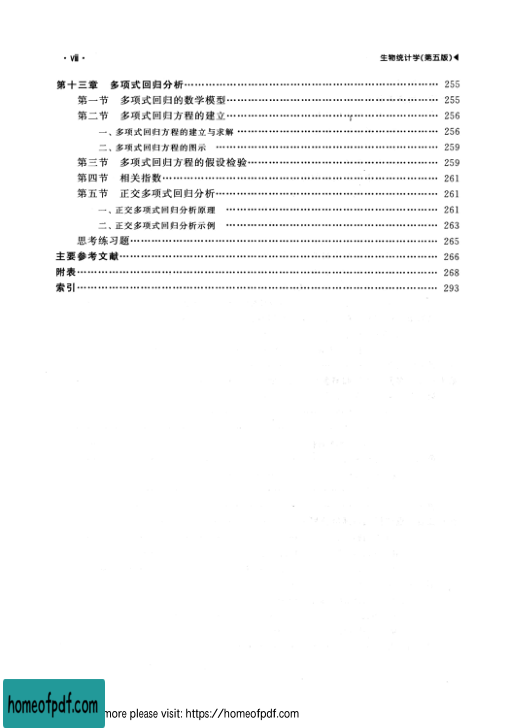 · viii · 生物统计学(第五版)◀
第十三章 多项式回归分析 255
第一节 多项式回归的数学模型 255
第二节 多项式回归方程的建立 256
一、多项式回归方程的建立与求解 256
二、多项式回归方程的图示 259
第三节 多项式回归方程的假设检验 259
第四节 相关指数 261
第五节 正交多项式回归分析 261
一、正交多项式回归分析原理 261
二、正交多项式回归分析示例 263
思考练习题 265
主要参考文献 266
附表 268
索引 293
homeofpdf.com more please visit: https://homeofpdf.com